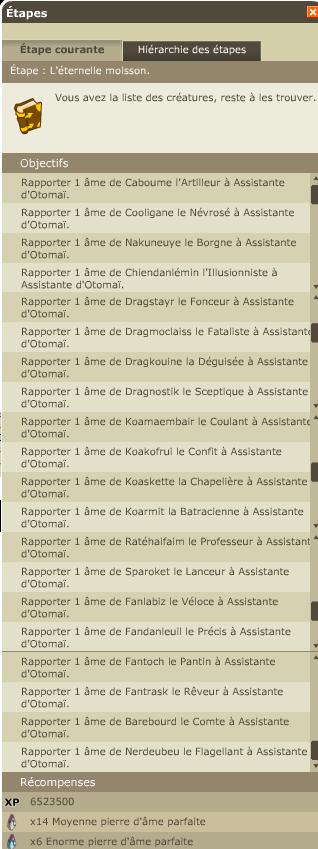 Étapes
Étape courante
Hiérarchie des étapes
Étape : L'éternelle moisson.
Vous avez la liste des créatures, reste à les trouver.
Objectifs
Rapporter 1 âme de Caboume l'Artilleur à Assistante
d'Otomaï.
Rapporter 1 âme de Cooligane le Névrosé à Assistante
d'Otomaï.
Rapporter 1 âme de Nakuneuye le Borgne à Assistante
d'Otomaï.
Rapporter 1 âme de Chiendanlémin l'Illusionniste à
Assistante d'Otomaï.
Rapporter 1 âme de Dragstayr le Fonceur à Assistante
d'Otomaï.
Rapporter 1 âme de Dragmoclaiss le Fataliste à Assistante
d'Otomaï.
Rapporter 1 âme de Dragkouine la Déguisée à Assistante
d'Otomaï.
Rapporter 1 âme de Dragnostik le Sceptique à Assistante
d'Otomaï.
Rapporter 1 âme de Koamaembair le Coulant à Assistante
d'Otomaï.
Rapporter 1 âme de Koakofrui le Confit à Assistante
d'Otomaï.
Rapporter 1 âme de Koaskette la Chapelière à Assistante
d'Otomaï.
Rapporter 1 âme de Koarmit la Batracienne à Assistante
d'Otomaï.
Rapporter 1 âme de Ratéhaifaim le Professeur à Assistant
d'Otomaï.
Rapporter 1 âme de Sparoket le Lanceur à Assistante
d'Otomaï.
Rapporter 1 âme de Fanlabiz le Véloce à Assistante
d'Otomaï.
Rapporter 1 âme de Fandanleuil le Précis à Assistante
d'Otomaï.
Rapporter 1 âme de Fantoch le Pantin à Assistante
d'Otomaï.
Rapporter 1 âme de Fantrask le Rêveur à Assistante
d'Otomaï.
Rapporter 1 âme de Barebourd le Comte à Assistante
d'Otomaï.
Rapporter 1 âme de Nerdeubeu le Flagellant à Assistante
d'Otomaï.
Récompenses
XP 6523500
x14 Moyenne pierre d'âme parfaite
x6 Enorme pierre d'âme parfaite